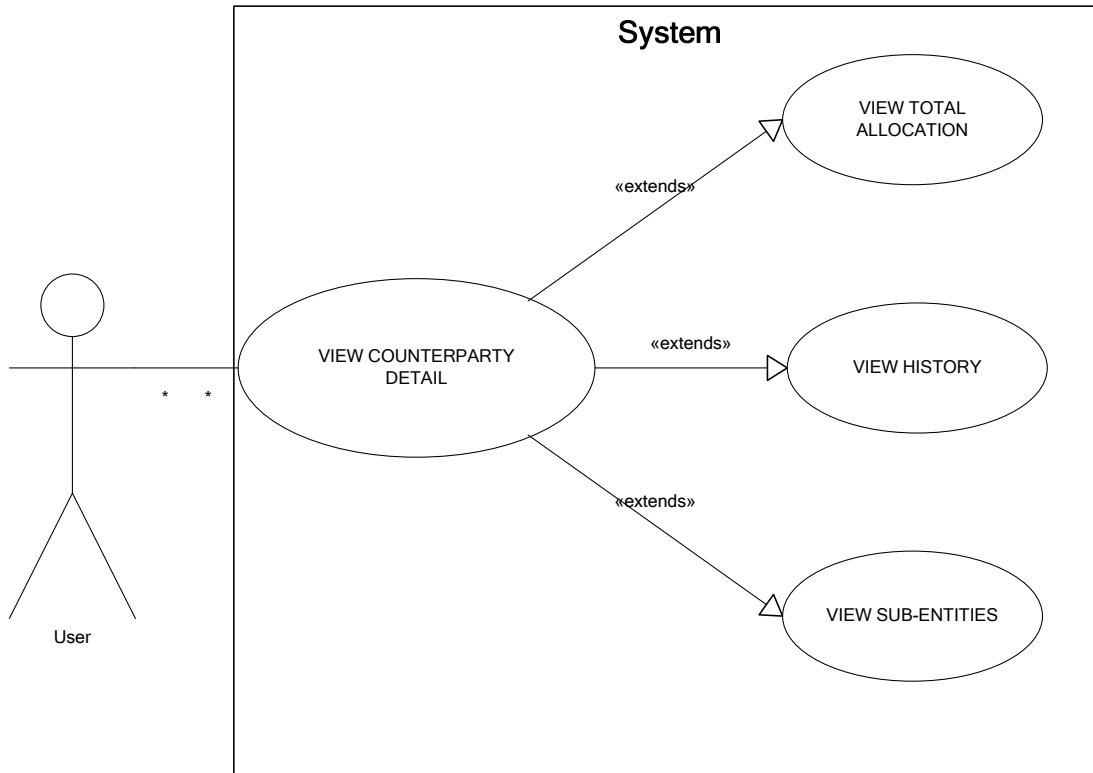 System
VIEW TOTAL
ALLOCATION
«extends»
VIEW COUNTERPARTY
DETAIL
«extends»
VIEW HISTORY
* *
«extends»
VIEW SUB-ENTITIES
User